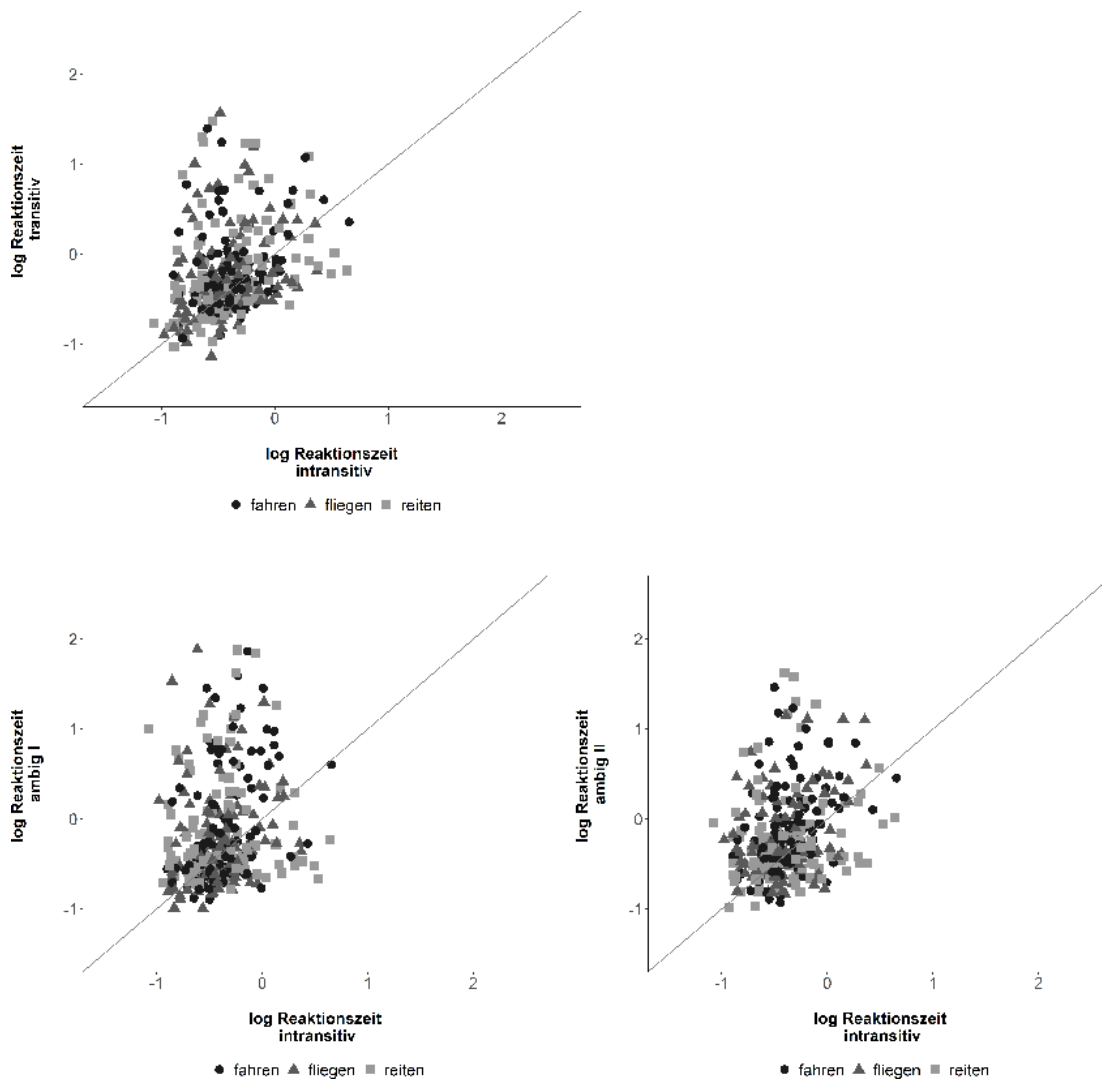 2
1
0
-1
log Reaktionszeit
transitiv
-1 0 1 2
log Reaktionszeit
intransitiv
fahren fliegen reiten
2
1
0
-1
log Reaktionszeit
ambig I
-1 0 1 2
log Reaktionszeit
intransitiv
fahren fliegen reiten
2
1
0
-1
log Reaktionszeit
ambig II
-1 0 1 2
log Reaktionszeit
intransitiv
fahren fliegen reiten